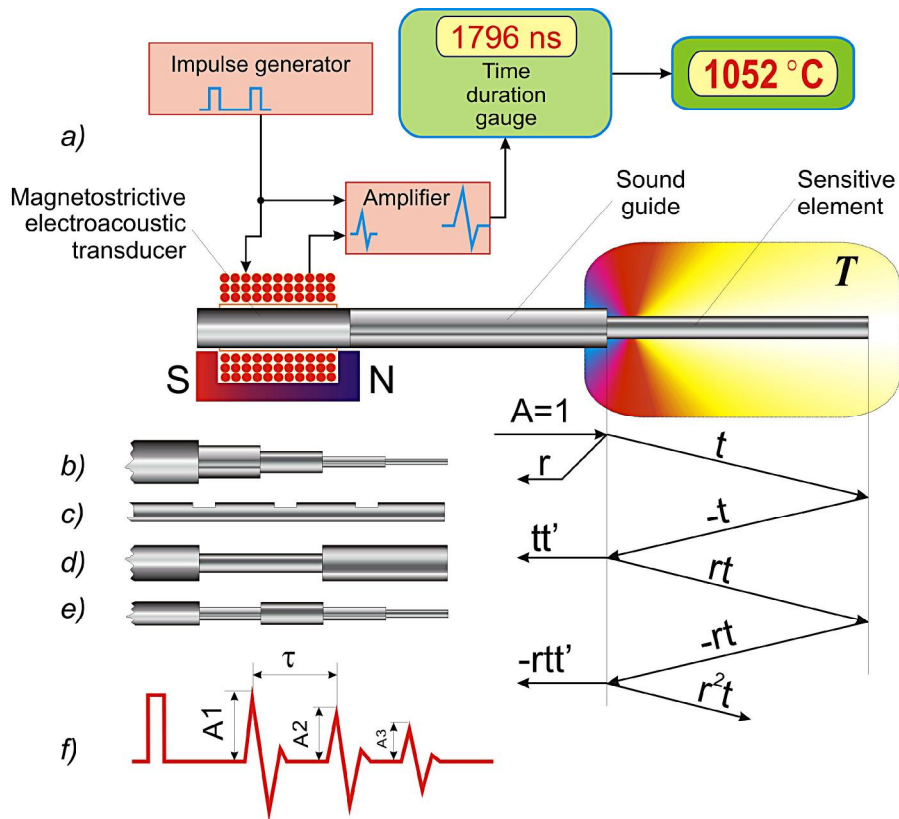 1796 ns
Impulse generator
Time
duration
gauge
1052 °C
a)
Magnetostrictive
electroacoustic
transducer
Amplifier
Sound
guide
Sensitive
element
T
S
N
A=1
t
r
b)
-t
c)
tt’
d)
rt
e)
-rt
-rtt’
r²t
τ
f)
A1
A2
A3